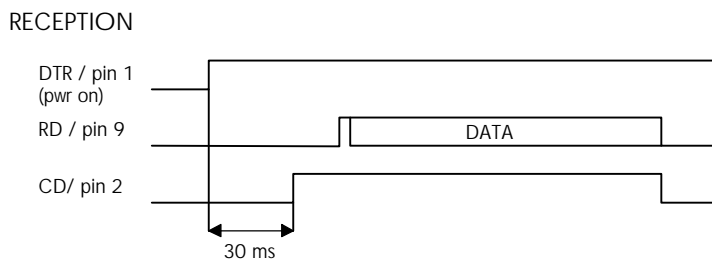 RECEPTION
DTR / pin 1
(pwr on)
RD / pin 9
DATA
CD/ pin 2
30 ms